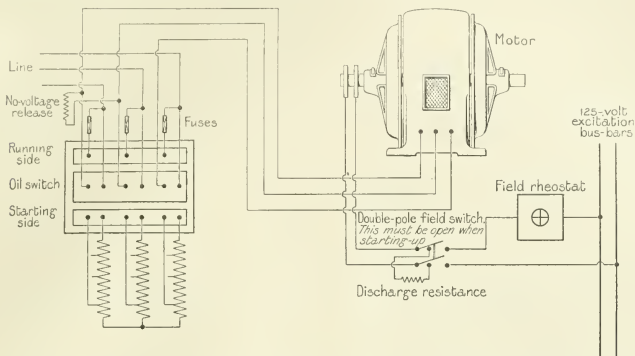 Motor
Line
No-voltage
release
Fuses
125-volt
excitation
bus-bars
Running
side
Oil switch
Starting
side
Field rheostat
Double-pole field switch
This must be open when
starting-up
Discharge resistance